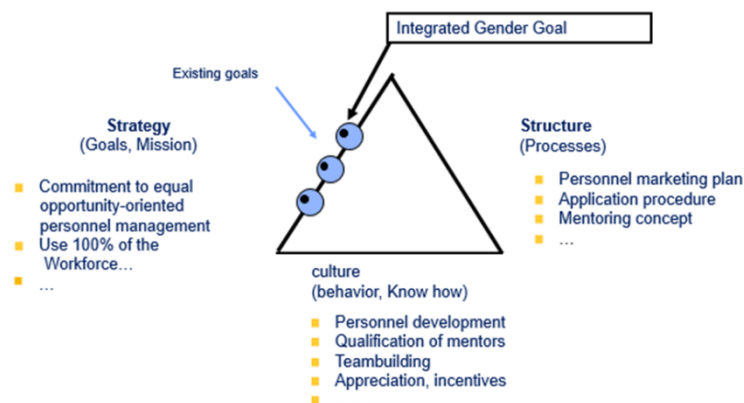 Integrated Gender Goal
Existing goals
Strategy
(Goals, Mission)
Commitment to equal
opportunity-oriented
personnel management
Use 100% of the
Workforce…
…
Structure
(Processes)
Personnel marketing plan
Application procedure
Mentoring concept
…
culture
(behavior, Know how)
Personnel development
Qualification of mentors
Teambuilding
Appreciation, incentives